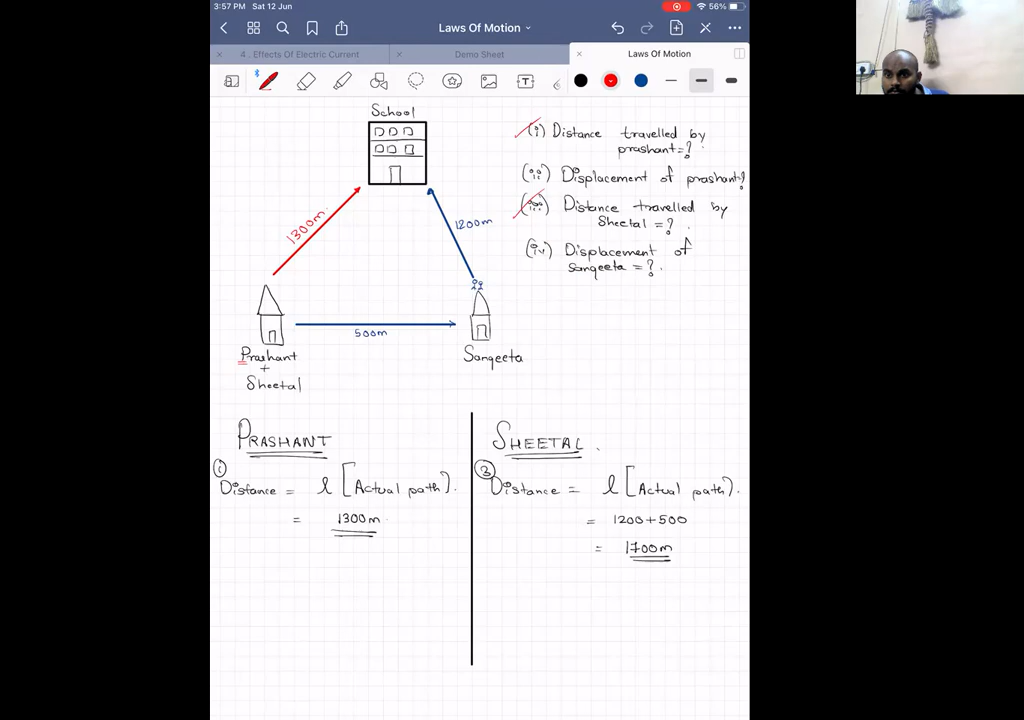 3:57 PM Sat 12 Jun
56%
Laws Of Motion
4 . Effects Of Electric Current
Demo Sheet
Laws Of Motion
School
1300m
1200m
500m
Prashant
+
Sheetal
Sangeeta
(i) Distance travelled by
prashant=?
(ii) Displacement of prashant?
(iii) Distance travelled by
Sheetal = ?
(iv) Displacement of
sangeeta = ?
PRASHANT
① Distance = l [Actual path).
= 1300m
SHEETAL
③ Distance = l [Actual path).
= 1200+500
= 1700m